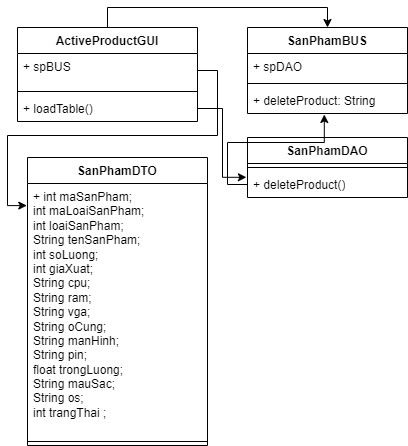 ActiveProductGUI
+ spBUS
+ loadTable()
SanPhamBUS
+ spDAO
+ deleteProduct: String
SanPhamDAO
+ deleteProduct()
SanPhamDTO
+ int maSanPham;
int maLoaiSanPham;
int loaiSanPham;
String tenSanPham;
int soLuong;
int giaXuat;
String cpu;
String ram;
String vga;
String oCung;
String manHinh;
String pin;
float trongLuong;
String mauSac;
String os;
int trangThai ;